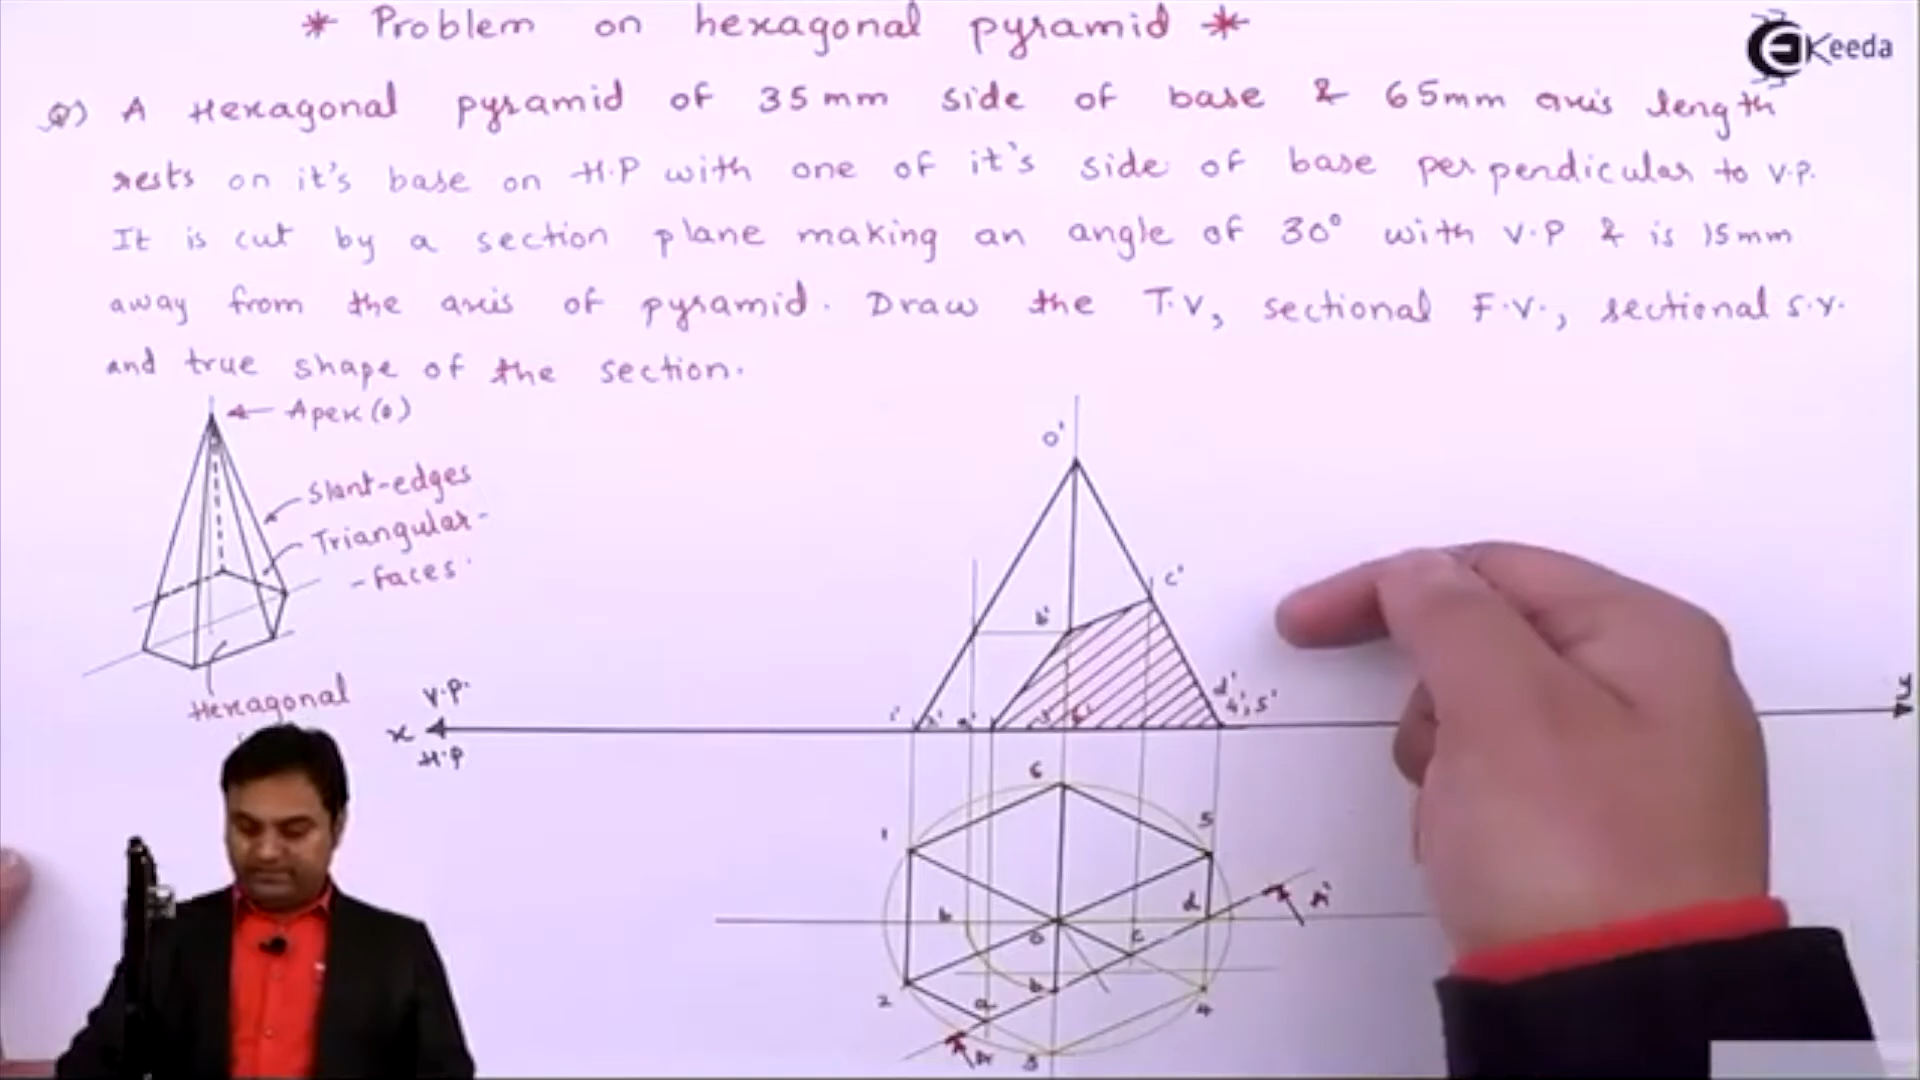 * Problem on hexagonal pyramid *
EKeeda
Q) A Hexagonal pyramid of 35mm side of base & 65mm axis length
rests on it's base on H.P with one of it's side of base perpendicular to V.P.
It is cut by a section plane making an angle of 30° with V.P & is 15mm
away from the axis of pyramid. Draw the T.V, sectional F.V., sectional S.V.
and true shape of the section.
Apex (o)
Slant-edges
Triangular-
-faces
Hexagonal
o'
c'
b'
d'
4', 5'
V.P.
x
H.P
1' 2'
6
1
5
A'
b
d
o
c
2
a
b
4
A
3